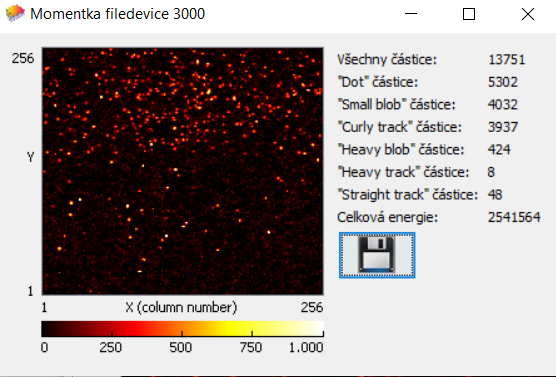 Momentka filedevice 3000
256
Y
1
1 X (column number) 256
0 250 500 750 1.000
Všechny částice: 13751
"Dot" částice: 5302
"Small blob" částice: 4032
"Curly track" částice: 3937
"Heavy blob" částice: 424
"Heavy track" částice: 8
"Straight track" částice: 48
Celková energie: 2541564